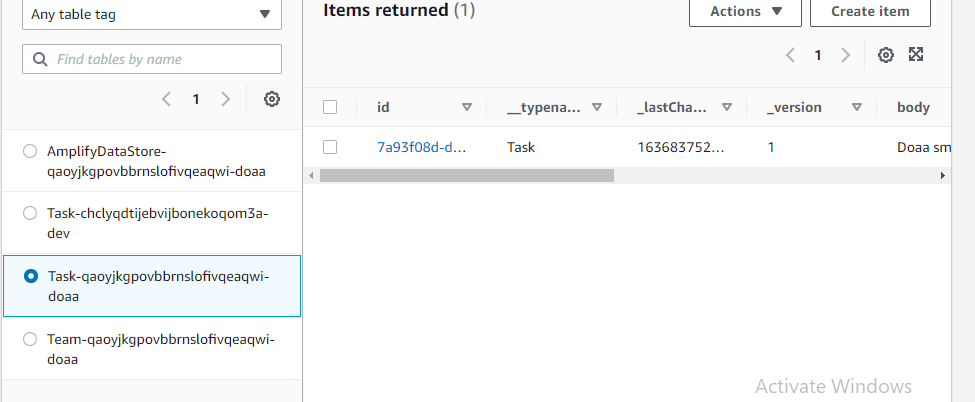 Any table tag
Find tables by name
1
AmplifyDataStore-
qaoyjkgpovbbrnslofivqeaqwi-doaa
Task-chclyqdtijebvijbonekoqom3a-
dev
Task-qaoyjkgpovbbrnslofivqeaqwi-
doaa
Team-qaoyjkgpovbbrnslofivqeaqwi-
doaa
Items returned (1)
Actions
Create item
1
id __typena... _lastCha... _version body
7a93f08d-d... Task 163683752... 1 Doaa sm
Activate Windows